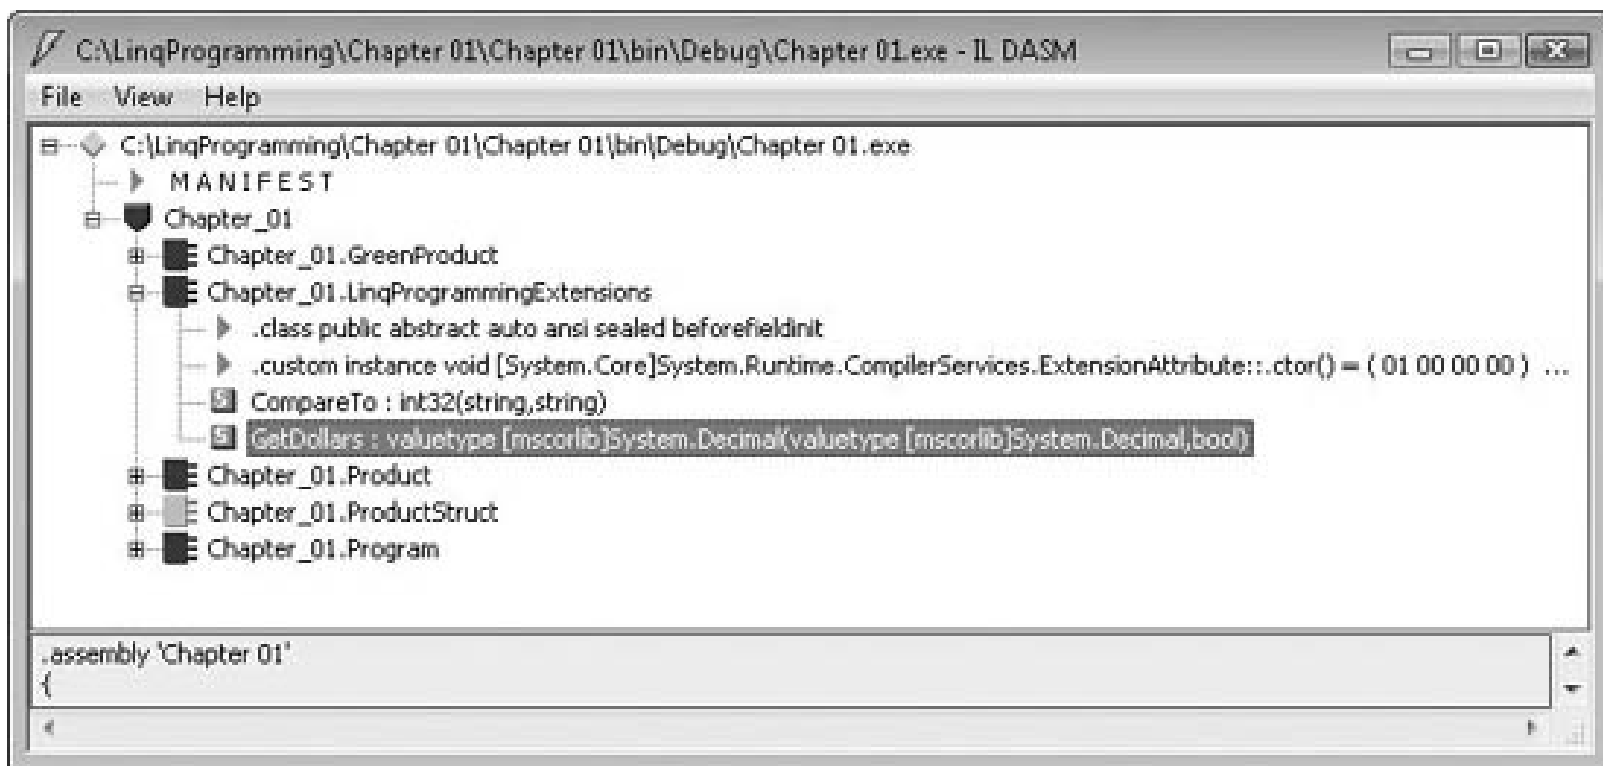 C:\LinqProgramming\Chapter 01\Chapter 01\bin\Debug\Chapter 01.exe - IL DASM
File View Help
C:\LinqProgramming\Chapter 01\Chapter 01\bin\Debug\Chapter 01.exe
M A N I F E S T
Chapter_01
Chapter_01.GreenProduct
Chapter_01.LinqProgrammingExtensions
.class public abstract auto ansi sealed beforefieldinit
.custom instance void [System.Core]System.Runtime.CompilerServices.ExtensionAttribute::.ctor() = ( 01 00 00 00 ) ...
CompareTo : int32(string,string)
GetDollars : valuetype [mscorlib]System.Decimal(valuetype [mscorlib]System.Decimal,bool)
Chapter_01.Product
Chapter_01.ProductStruct
Chapter_01.Program
.assembly 'Chapter 01'
{